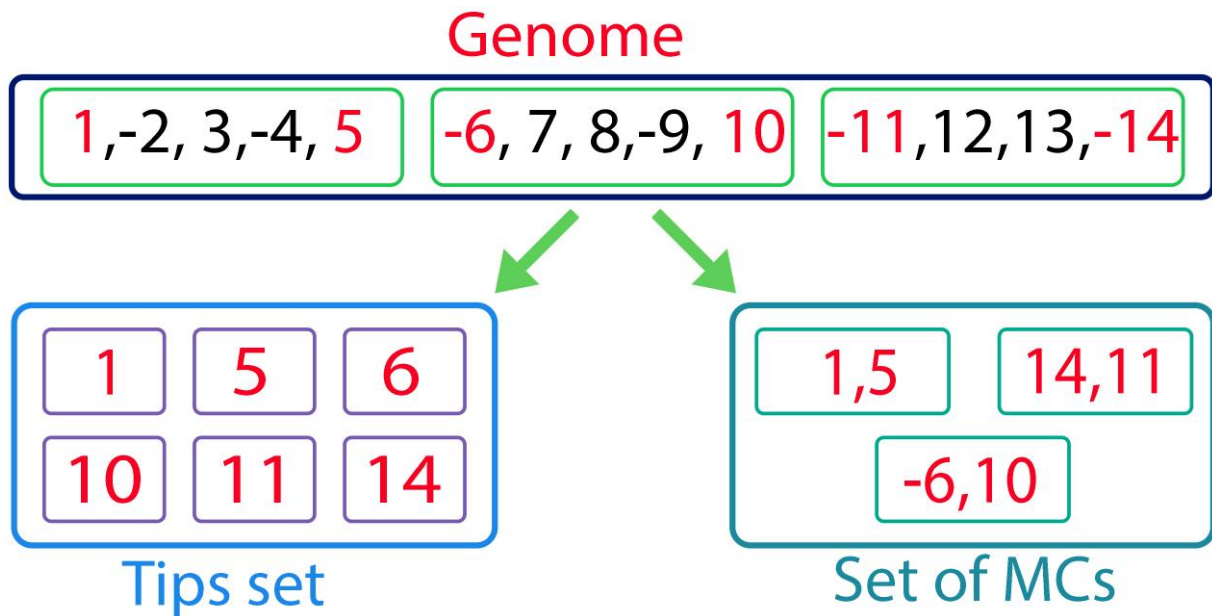 Genome
1,-2, 3,-4, 5 -6, 7, 8,-9, 10 -11,12,13,-14
1 5 6 1,5 14,11
10 11 14 -6,10
Tips set Set of MCs